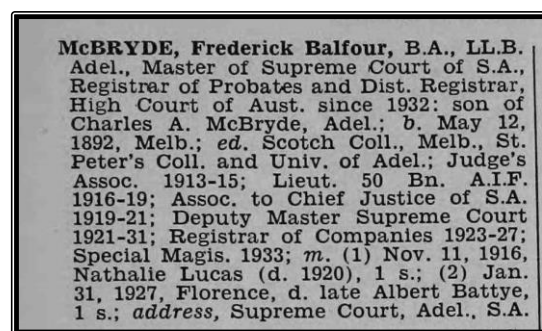 McBRYDE, Frederick Balfour, B.A., LL.B.
Adel., Master of Supreme Court of S.A.,
Registrar of Probates and Dist. Registrar,
High Court of Aust. since 1932: son of
Charles A. McBryde, Adel.; b. May 12,
1892, Melb.; ed. Scotch Coll., Melb., St.
Peter's Coll. and Univ. of Adel.; Judge's
Assoc. 1913-15; Lieut. 50 Bn. A.I.F.
1916-19; Assoc. to Chief Justice of S.A.
1919-21; Deputy Master Supreme Court
1921-31; Registrar of Companies 1923-27;
Special Magis. 1933; m. (1) Nov. 11, 1916,
Nathalie Lucas (d. 1920), 1 s.; (2) Jan.
31, 1927, Florence, d. late Albert Battye,
1 s.; address, Supreme Court, Adel., S.A.